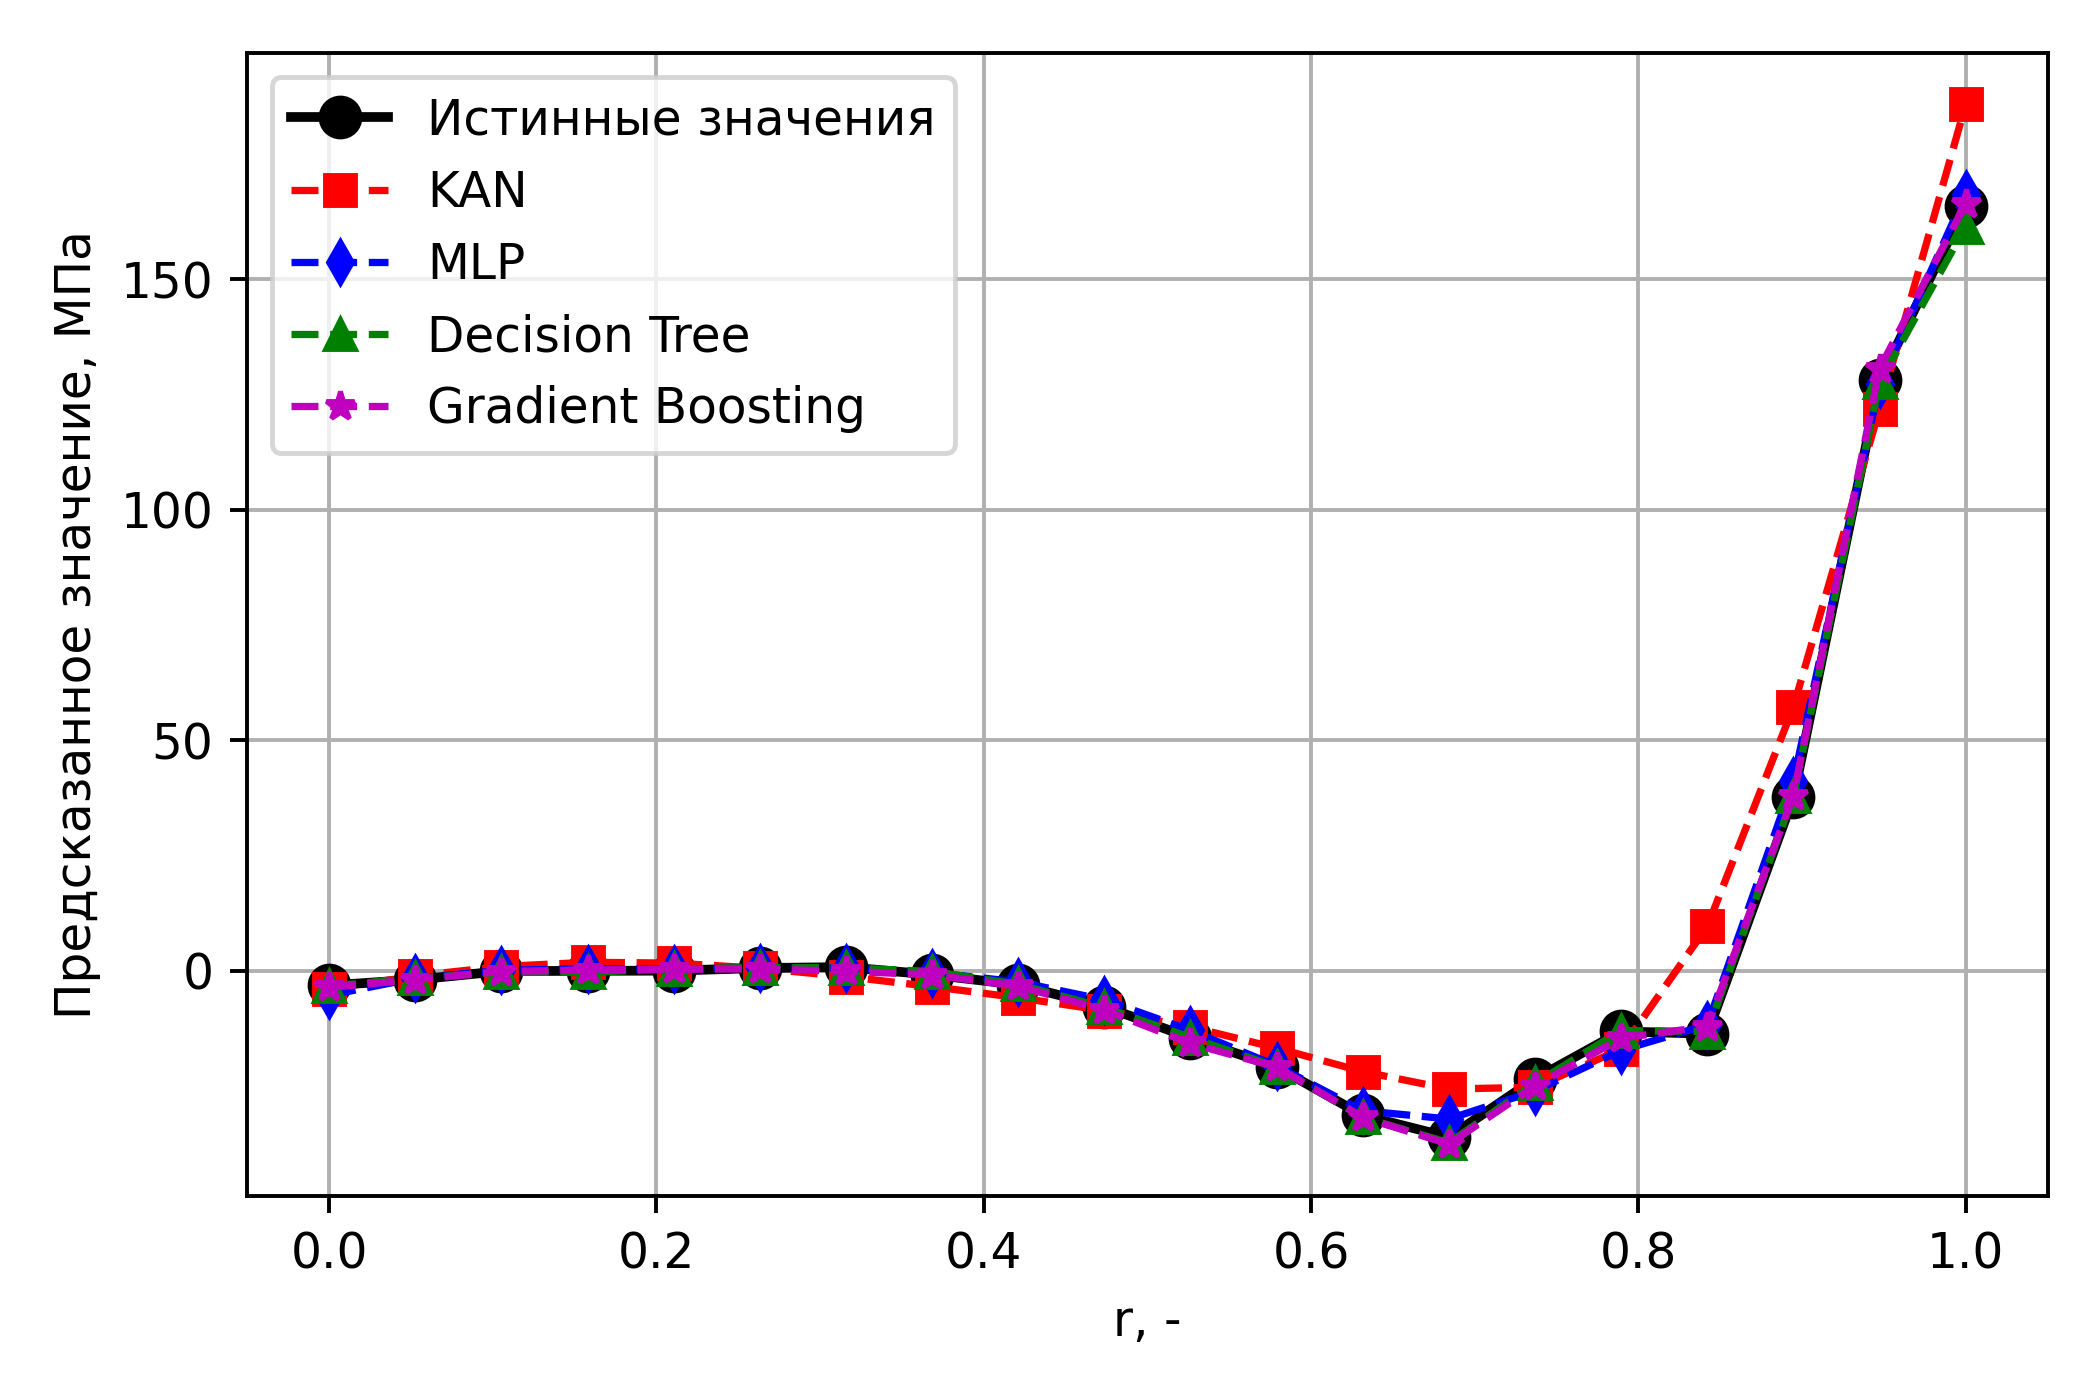 Истинные значения
KAN
MLP
Decision Tree
Gradient Boosting
Предсказанное значение, МПа
150
100
50
0
0.0 0.2 0.4 0.6 0.8 1.0
r, -